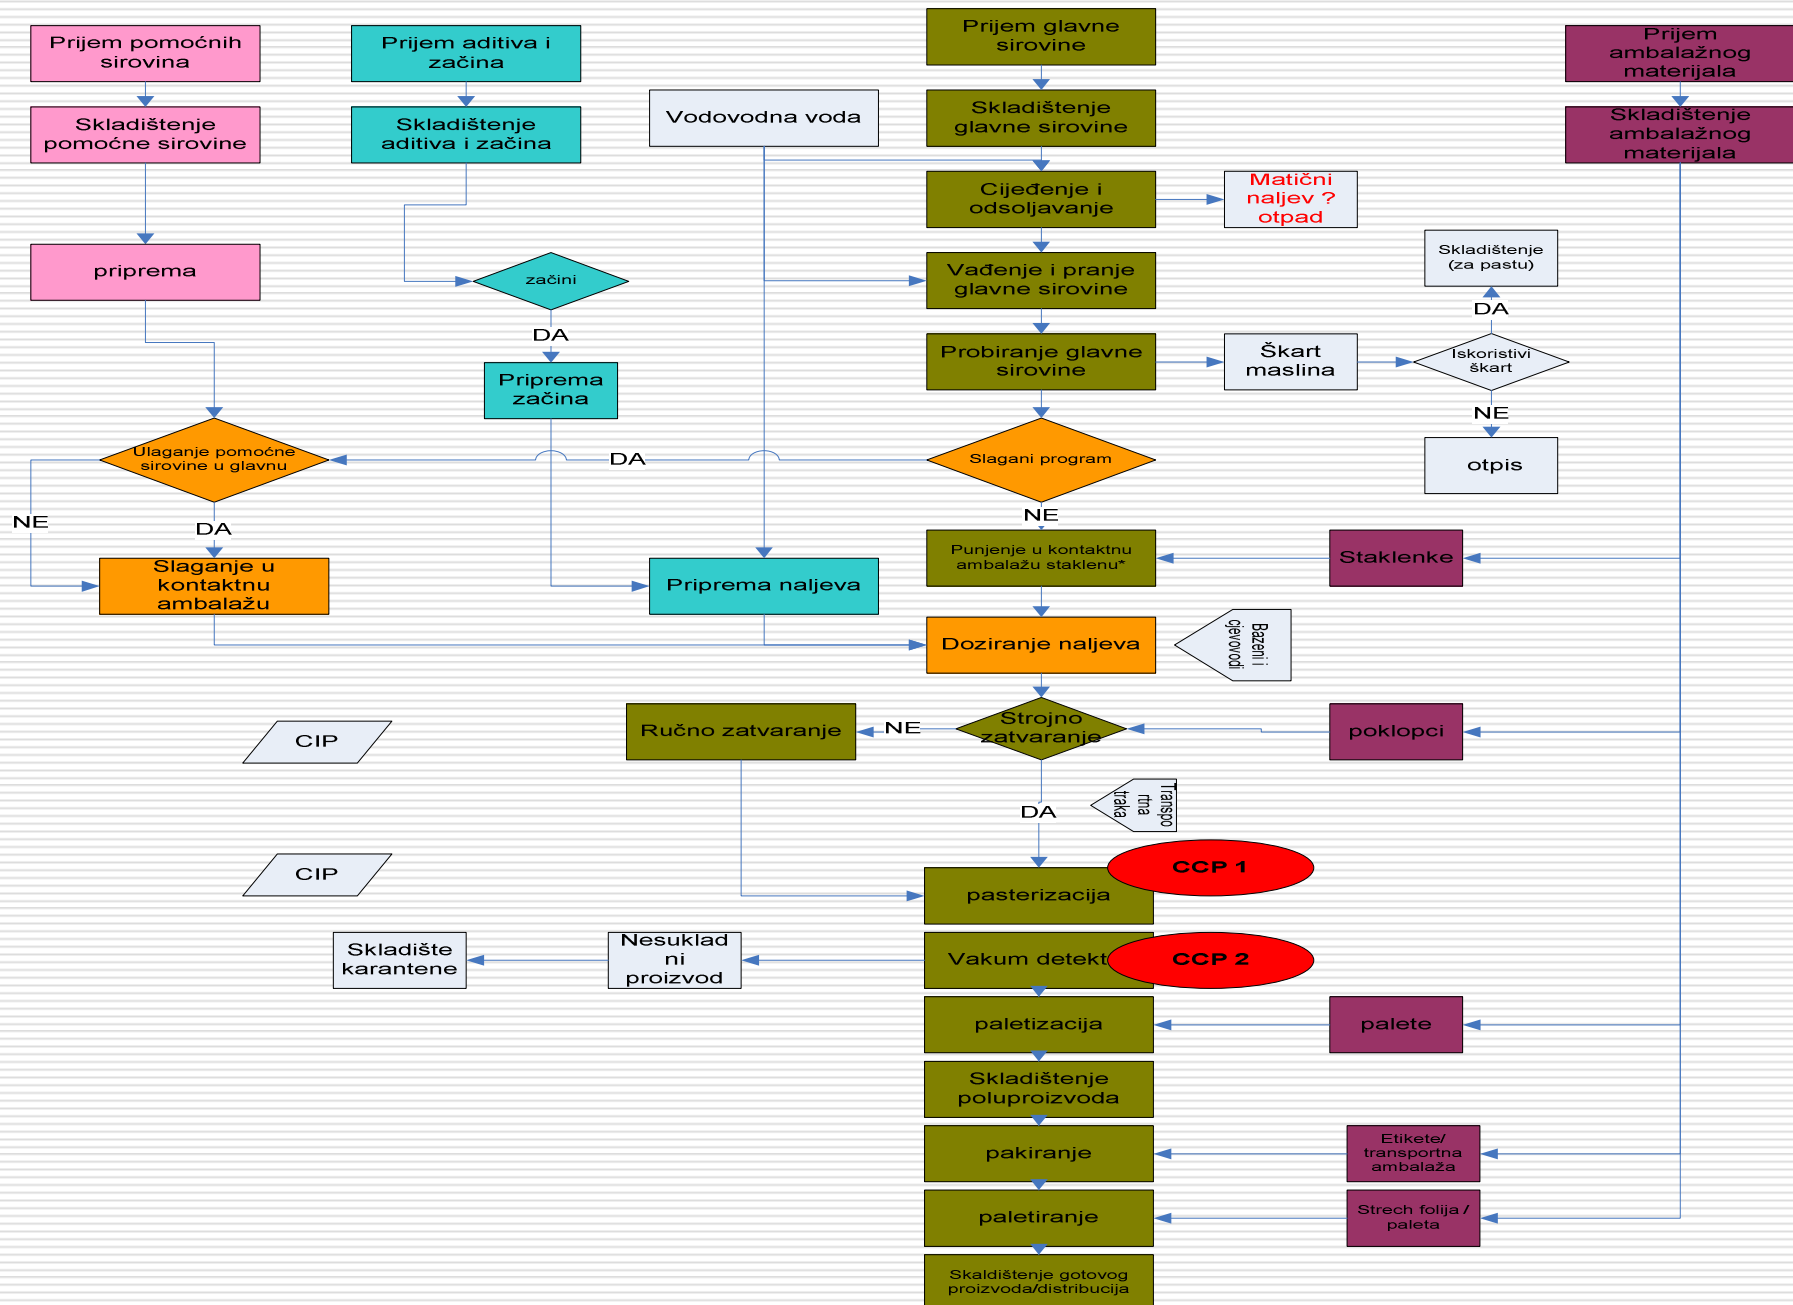 Prijem pomoćnih
sirovina
Prijem aditiva i
začina
Prijem glavne
sirovine
Prijem
ambalažnog
materijala
Skladištenje
pomoćne sirovine
Skladištenje
aditiva i začina
Vodovodna voda
Skladištenje
glavne sirovine
Skladištenje
ambalažnog
materijala
Cijeđenje i
odsoljavanje
Matični
naljev ?
otpad
priprema
začini
Vađenje i pranje
glavne sirovine
Skladištenje
(za pastu)
DA
DA
Priprema
začina
Probiranje glavne
sirovine
Škart
maslina
Iskoristivi
škart
NE
Ulaganje pomoćne
sirovine u glavnu
DA
Slagani program
otpis
NE
DA
NE
Slaganje u
kontaktnu
ambalažu
Priprema naljeva
Punjenje u kontaktnu
ambalažu staklenu*
Staklenke
Doziranje naljeva
Bazeni i
cjevovodi
CIP
Ručno zatvaranje
NE
Strojno
zatvaranje
poklopci
DA
Transpo
rtna
traka
CIP
pasterizacija
CCP 1
Skladište
karantene
Nesuklad
ni
proizvod
Vakum detekt
CCP 2
paletizacija
palete
Skladištenje
poluproizvoda
pakiranje
Etikete/
transportna
ambalaža
paletiranje
Strech folija /
paleta
Skaldištenje gotovog
proizvoda/distribucija